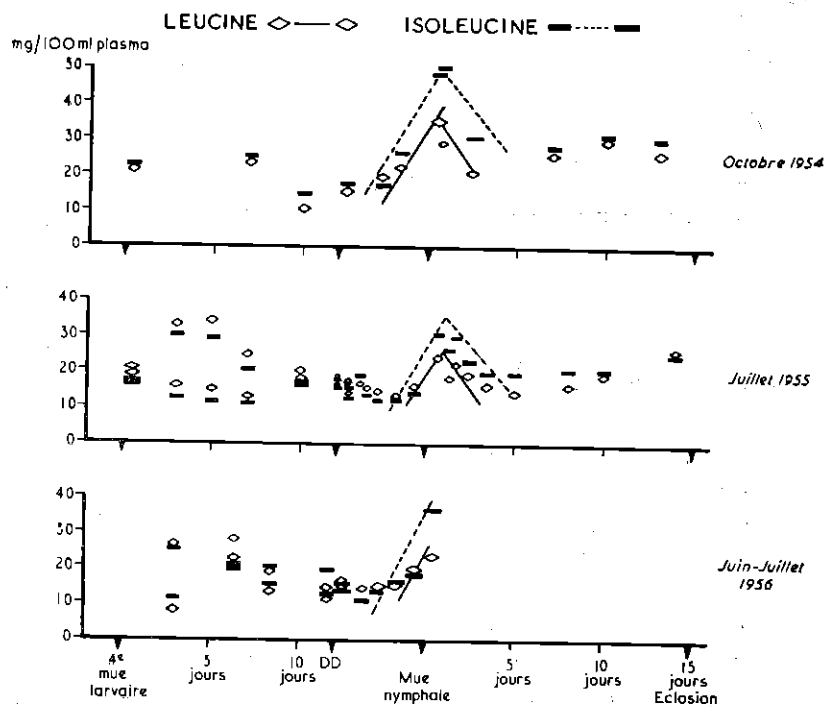 LEUCINE ISOLEUCINE
mg/100ml plasma
50
40
30
20
10
0
Octobre 1954
40
30
20
10
0
Juillet 1955
40
30
20
10
0
Juin-Juillet
1956
4e 5 10 DD Mue 5 10 15
mue jours jours nymphale jours jours jours
larvaire Eclosion